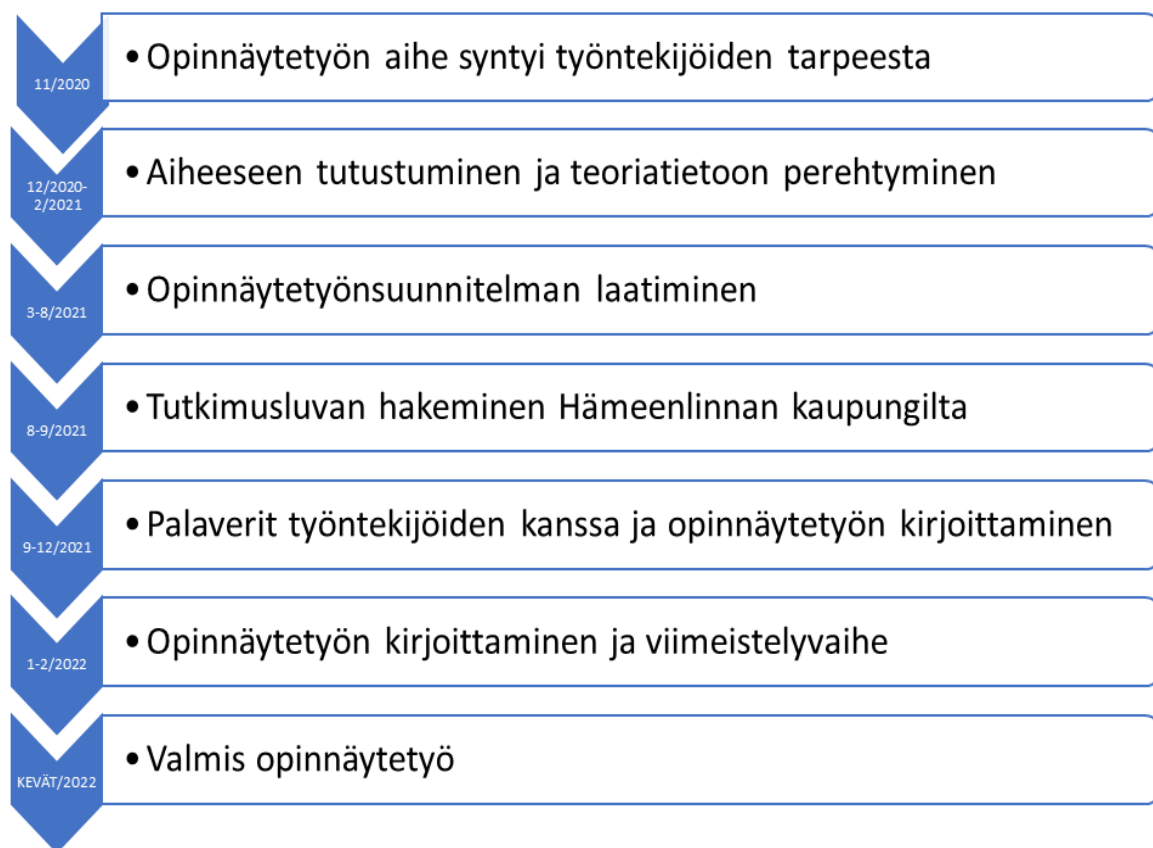 11/2020
• Opinnäytetyön aihe syntyi työntekijöiden tarpeesta
12/2020-
2/2021
• Aiheeseen tutustuminen ja teoriatietoon perehtyminen
3-8/2021
• Opinnäytetyönsuunnitelman laatiminen
8-9/2021
• Tutkimusluvan hakeminen Hämeenlinnan kaupungilta
9-12/2021
• Palaverit työntekijöiden kanssa ja opinnäytetyön kirjoittaminen
1-2/2022
• Opinnäytetyön kirjoittaminen ja viimeistelyvaihe
KEVÄT/2022
• Valmis opinnäytetyö